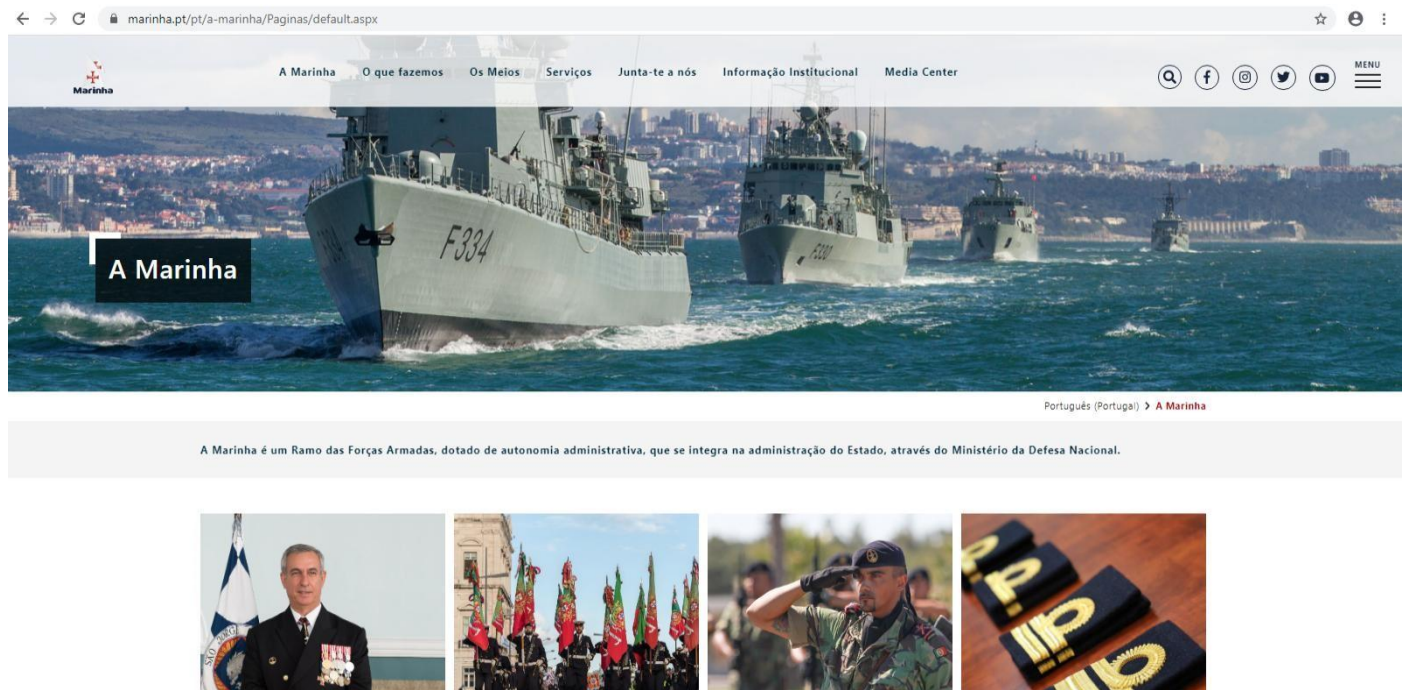 marinha.pt/pt/a-marinha/Paginas/default.aspx
MENU
A Marinha O que fazemos Os Meios Serviços Junta-te a nós Informação Institucional Media Center
Marinha
F334
F330
A Marinha
Português (Portugal) > A Marinha
A Marinha é um Ramo das Forças Armadas, dotado de autonomia administrativa, que se integra na administração do Estado, através do Ministério da Defesa Nacional.